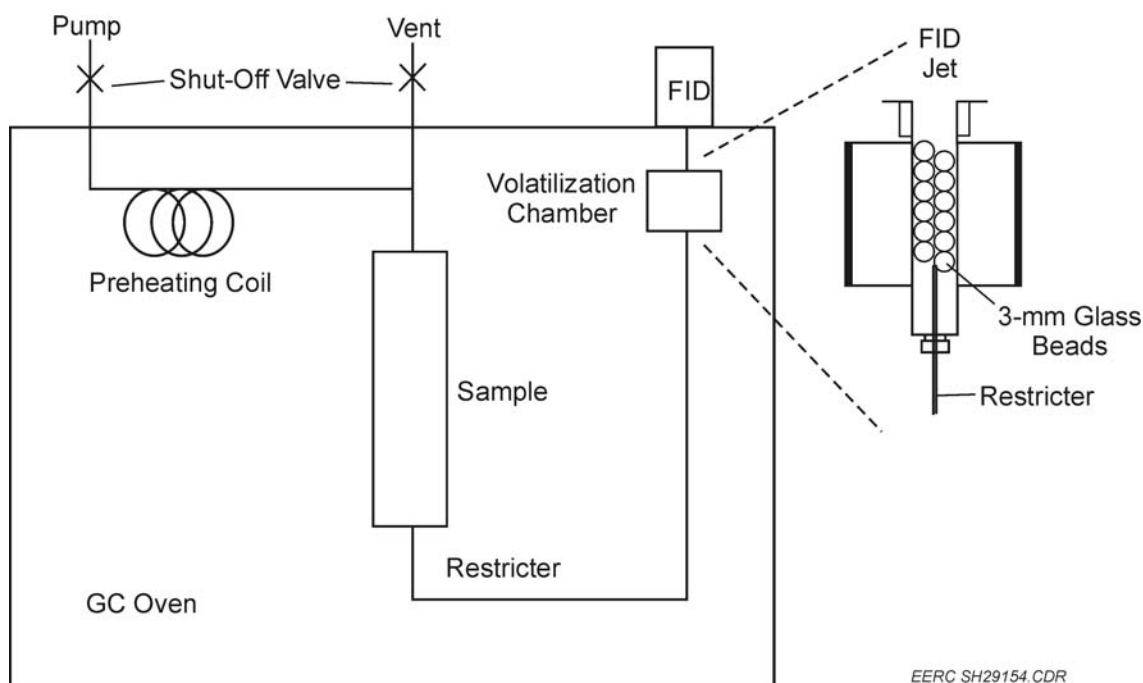 Pump
Vent
Shut-Off Valve
FID
FID
Jet
Volatilization
Chamber
Preheating Coil
3-mm Glass
Beads
Sample
Restricter
Restricter
GC Oven
EERC SH29154.CDR